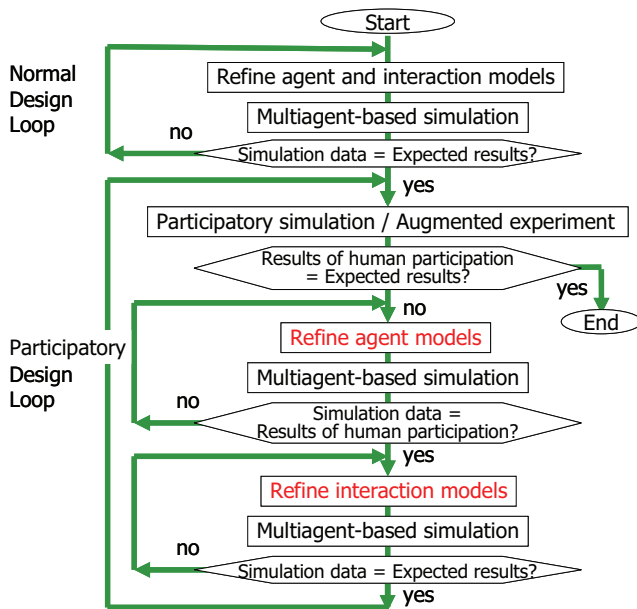 Start
Normal
Design
Loop
Refine agent and interaction models
Multiagent-based simulation
no
Simulation data = Expected results?
yes
Participatory simulation / Augmented experiment
Results of human participation
= Expected results?
yes
End
no
Participatory
Design
Loop
Refine agent models
Multiagent-based simulation
no
Simulation data =
Results of human participation?
yes
Refine interaction models
Multiagent-based simulation
no
Simulation data = Expected results?
yes